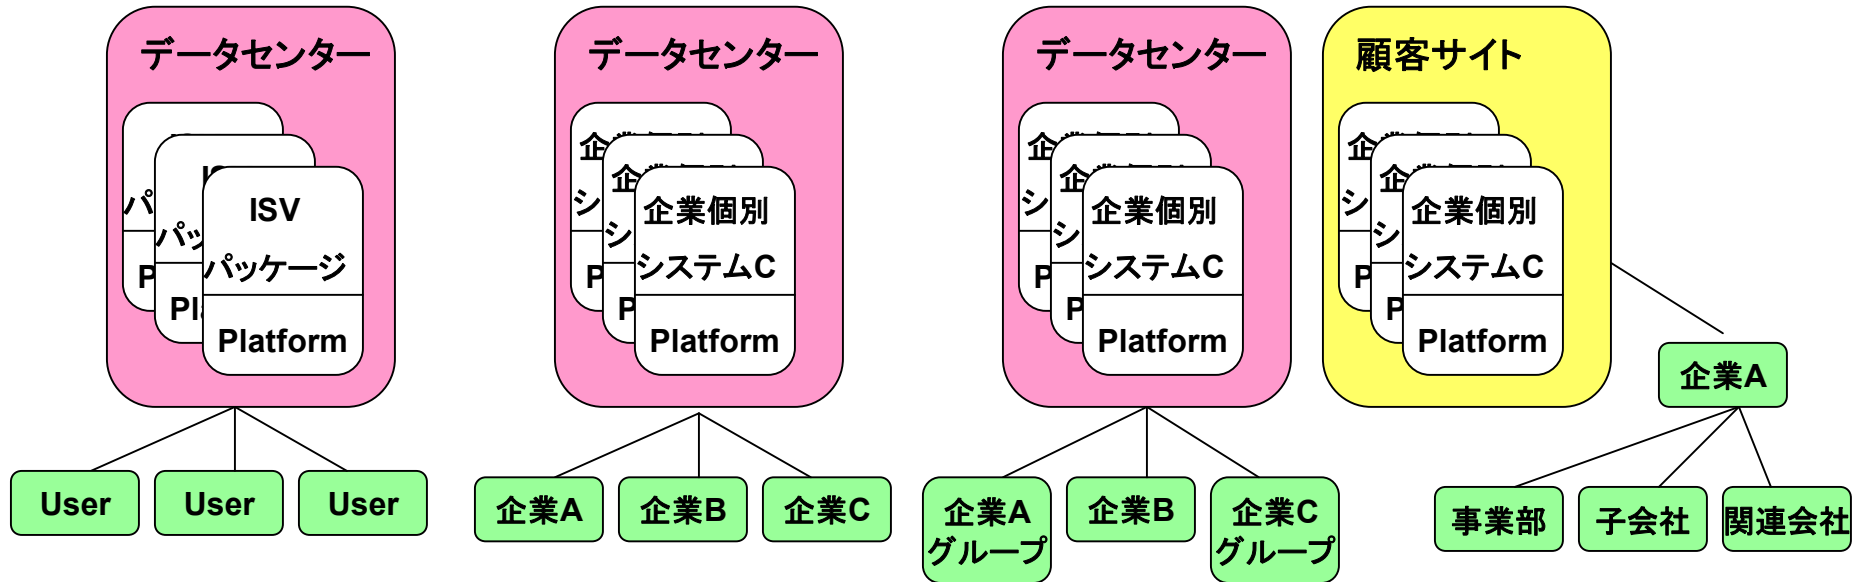 データセンター
ISV
パッケージ
Platform
User
User
User
データセンター
企業個別
システムC
Platform
企業A
企業B
企業C
データセンター
企業個別
システムC
Platform
企業A
グループ
企業B
企業C
グループ
顧客サイト
企業個別
システムC
Platform
企業A
事業部
子会社
関連会社